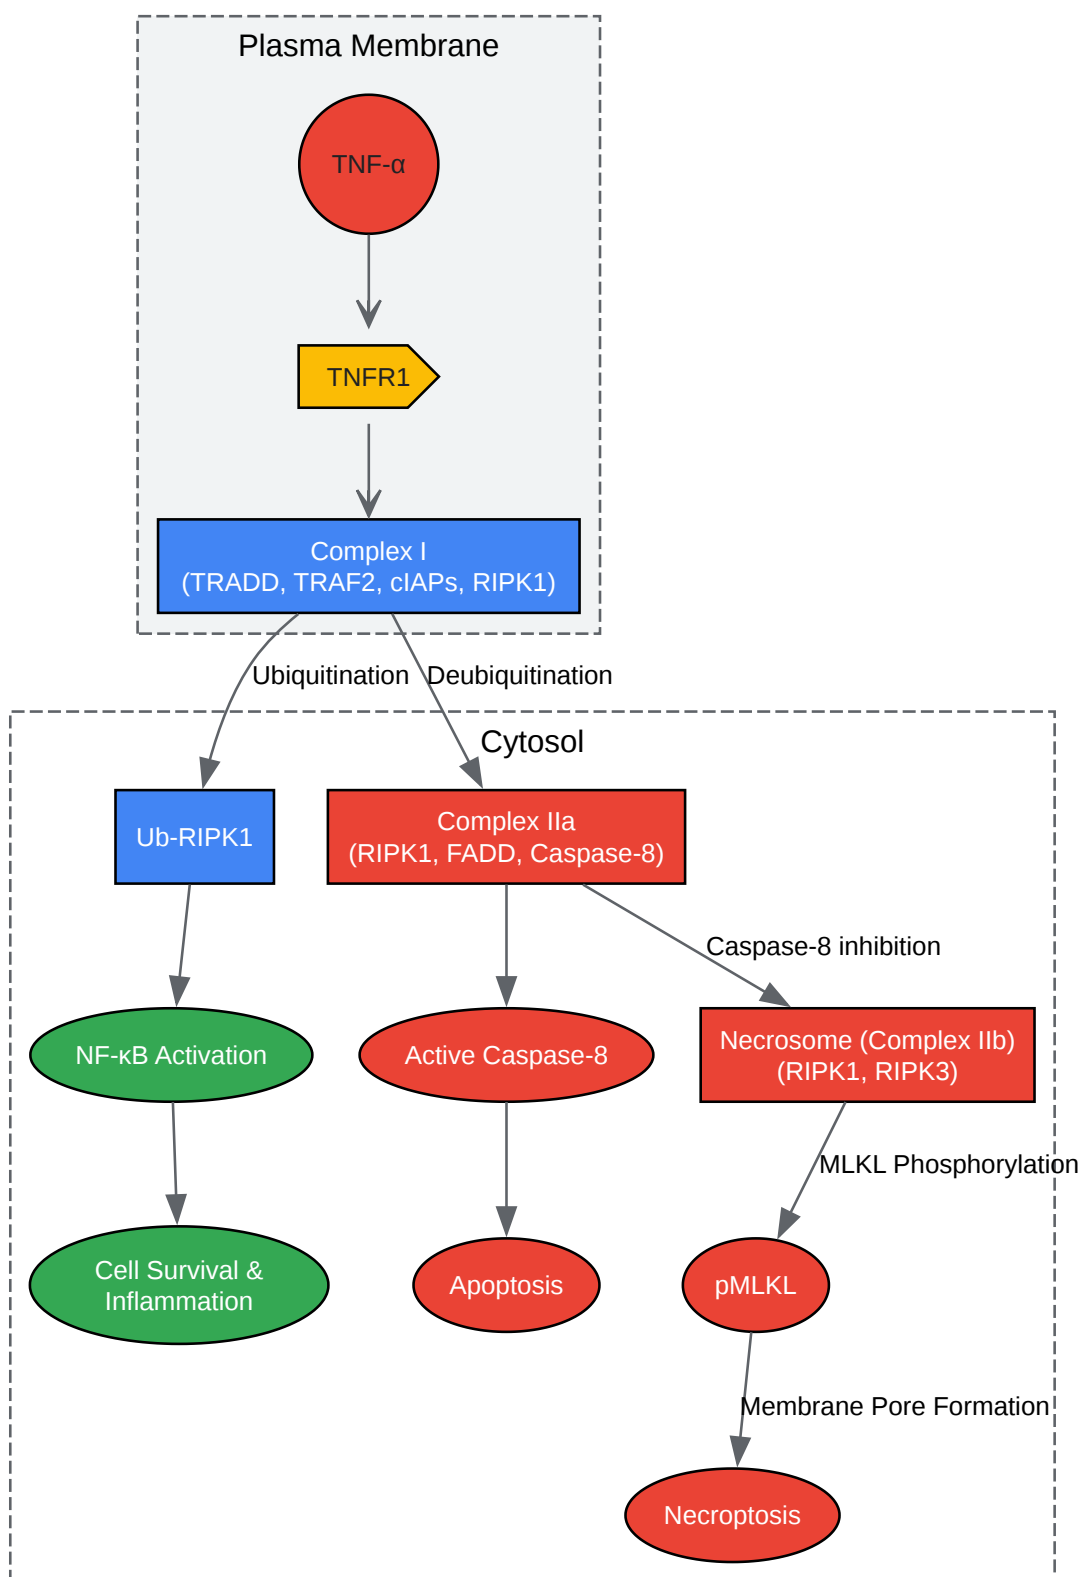 Plasma Membrane
TNF-α
TNFR1
Complex I
(TRADD, TRAF2, cIAPs, RIPK1)
Ubiquitination
Deubiquitination
Cytosol
Ub-RIPK1
Complex IIa
(RIPK1, FADD, Caspase-8)
Caspase-8 inhibition
NF-κB Activation
Active Caspase-8
Necrosome (Complex IIb)
(RIPK1, RIPK3)
MLKL Phosphorylation
Cell Survival &
Inflammation
Apoptosis
pMLKL
Membrane Pore Formation
Necroptosis